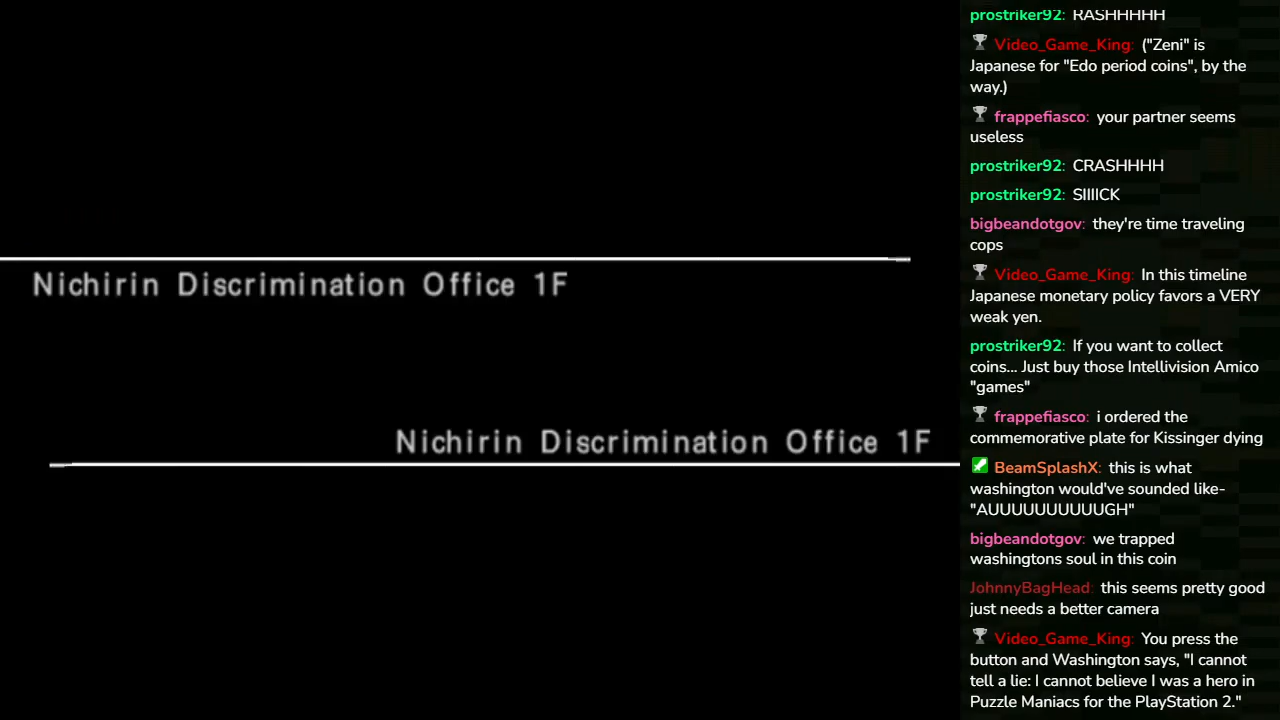 Nichirin Discrimination Office 1F
Nichirin Discrimination Office 1F
prostriker92: RASHHHHH
Video_Game_King: ("Zeni" is
Japanese for "Edo period coins", by the
way.)
frappefiasco: your partner seems
useless
prostriker92: CRASHHHH
prostriker92: SIIIICK
bigbeandotgov: they're time traveling
cops
Video_Game_King: In this timeline
Japanese monetary policy favors a VERY
weak yen.
prostriker92: If you want to collect
coins... Just buy those Intellivision Amico
"games"
frappefiasco: i ordered the
commemorative plate for Kissinger dying
BeamSplashX: this is what
washington would've sounded like-
"AUUUUUUUUUUGH"
bigbeandotgov: we trapped
washingtons soul in this coin
JohnnyBagHead: this seems pretty good
just needs a better camera
Video_Game_King: You press the
button and Washington says, "I cannot
tell a lie: I cannot believe I was a hero in
Puzzle Maniacs for the PlayStation 2."